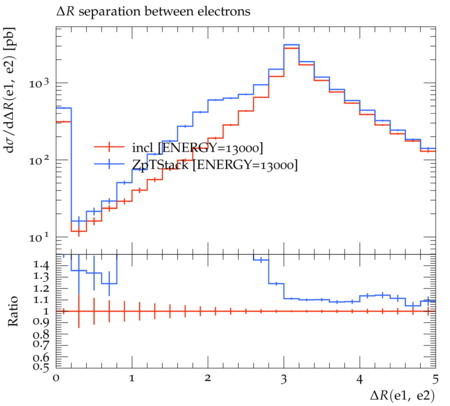 ΔR separation between electrons
dσ/dΔR(e1, e2) [pb]
10³
10²
10¹
incl [ENERGY=13000]
ZpTStack [ENERGY=13000]
Ratio
1.4
1.3
1.2
1.1
1
0.9
0.8
0.7
0.6
0.5
0 1 2 3 4 5
ΔR(e1, e2)